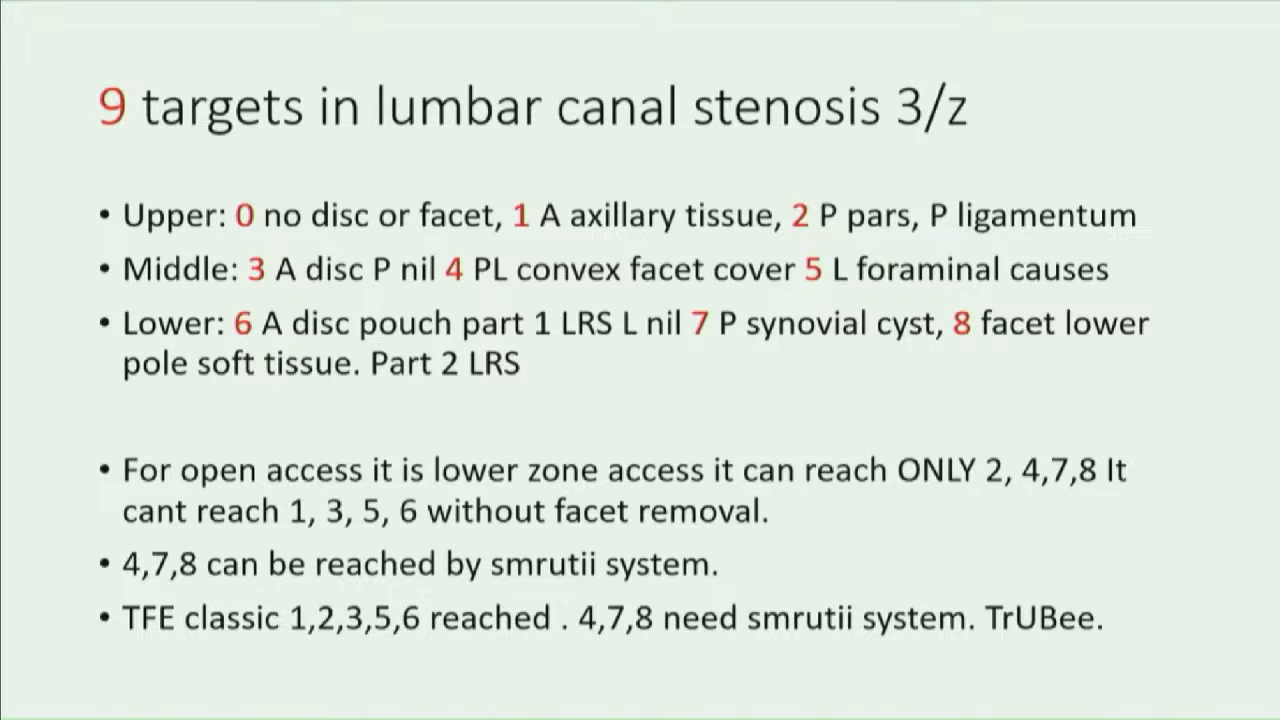 9 targets in lumbar canal stenosis 3/z
• Upper: 0 no disc or facet, 1 A axillary tissue, 2 P pars, P ligamentum
• Middle: 3 A disc P nil 4 PL convex facet cover 5 L foraminal causes
• Lower: 6 A disc pouch part 1 LRS L nil 7 P synovial cyst, 8 facet lower
pole soft tissue. Part 2 LRS
• For open access it is lower zone access it can reach ONLY 2, 4,7,8 It
cant reach 1, 3, 5, 6 without facet removal.
• 4,7,8 can be reached by smrutii system.
• TFE classic 1,2,3,5,6 reached . 4,7,8 need smrutii system. TrUBee.